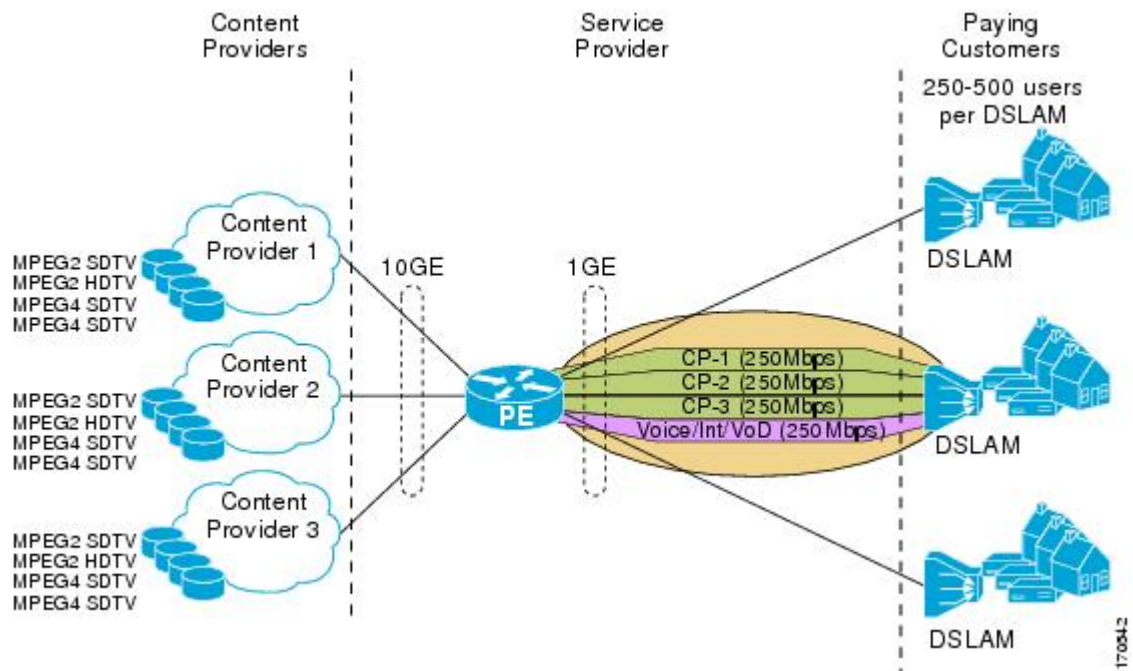 Content
Providers
Service
Provider
Paying
Customers
250-500 users
per DSLAM
Content
Provider 1
MPEG2 SDTV
MPEG2 HDTV
MPEG4 SDTV
MPEG4 SDTV
10GE
1GE
DSLAM
Content
Provider 2
MPEG2 SDTV
MPEG2 HDTV
MPEG4 SDTV
MPEG4 SDTV
PE
CP-1 (250Mbps)
CP-2 (250Mbps)
CP-3 (250Mbps)
Voice/Int/VoD (250Mbps)
DSLAM
Content
Provider 3
MPEG2 SDTV
MPEG2 HDTV
MPEG4 SDTV
MPEG4 SDTV
DSLAM
170542